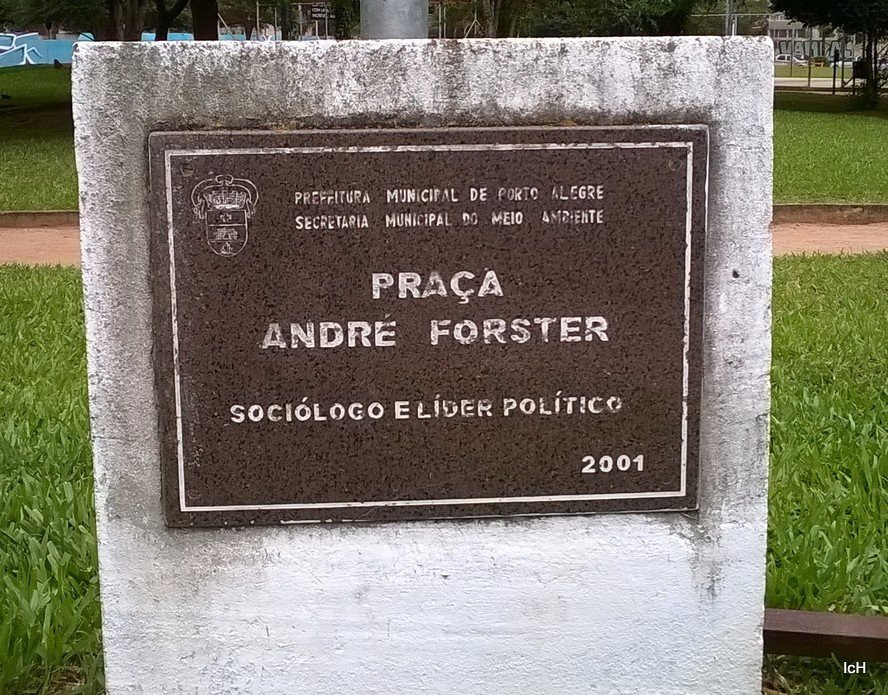 PREFEITURA MUNICIPAL DE PORTO ALEGRE
SECRETARIA MUNICIPAL DO MEIO AMBIENTE
PRAÇA
ANDRÉ FORSTER
SOCIÓLOGO E LÍDER POLÍTICO
2001
IcH